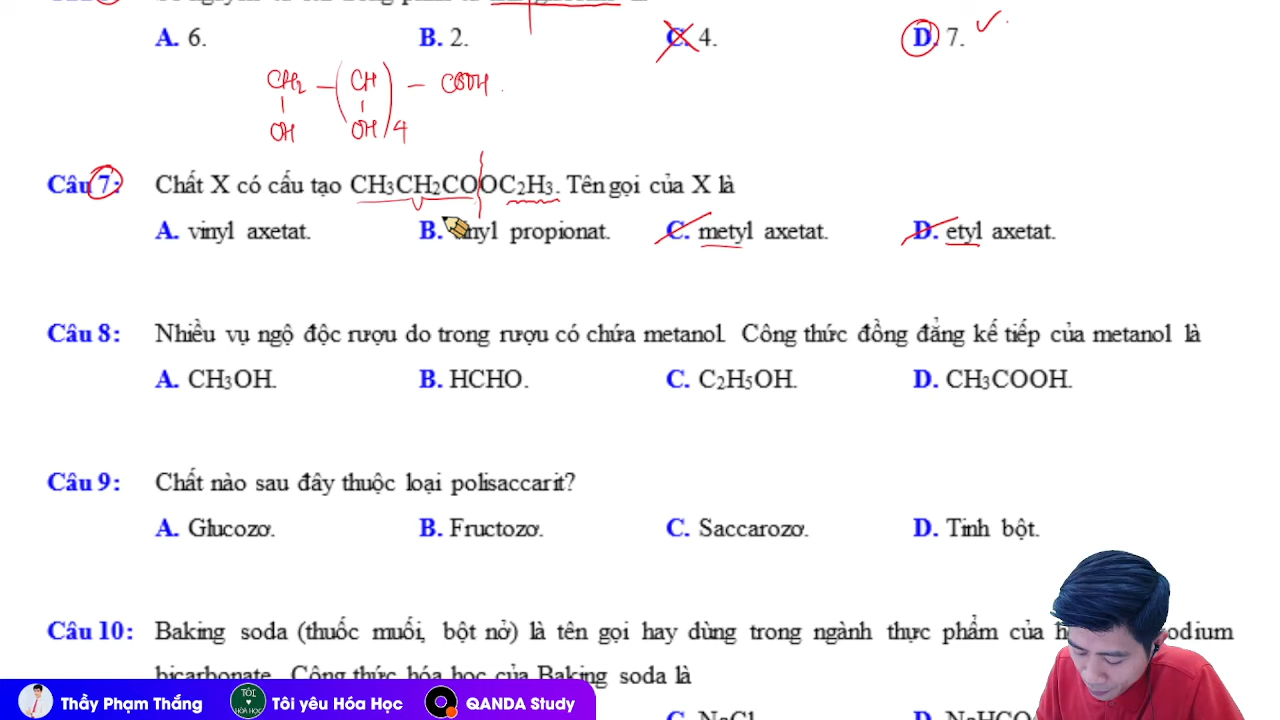 A. 6. B. 2. C. 4. D. 7.
CH2 – (CH)4 – COOH
OH OH
Câu 7: Chất X có cấu tạo CH3CH2COOC2H3. Tên gọi của X là
A. vinyl axetat. B. propionat. C. metyl axetat. D. etyl axetat.
Câu 8: Nhiều vụ ngộ độc rượu do trong rượu có chứa metanol. Công thức đồng đẳng kế tiếp của metanol là
A. CH3OH. B. HCHO. C. C2H5OH. D. CH3COOH.
Câu 9: Chất nào sau đây thuộc loại polisaccarit?
A. Glucozơ. B. Fructozơ. C. Saccarozơ. D. Tinh bột.
Câu 10: Baking soda (thuốc muối, bột nở) là tên gọi hay dùng trong ngành thực phẩm của
bicarbonate. Công thức hóa học của Baking soda là
C. NaCl. D.
Thầy Phạm Thắng
TÔI YÊU HÓA HỌC
Tôi yêu Hóa Học
QANDA Study